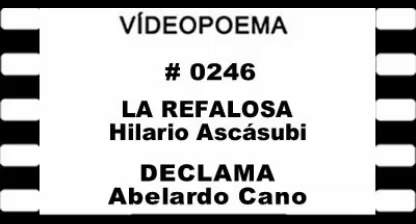 VÍDEOPOEMA
# 0246
LA REFALOSA
Hilario Ascásubi
DECLAMA
Abelardo Cano